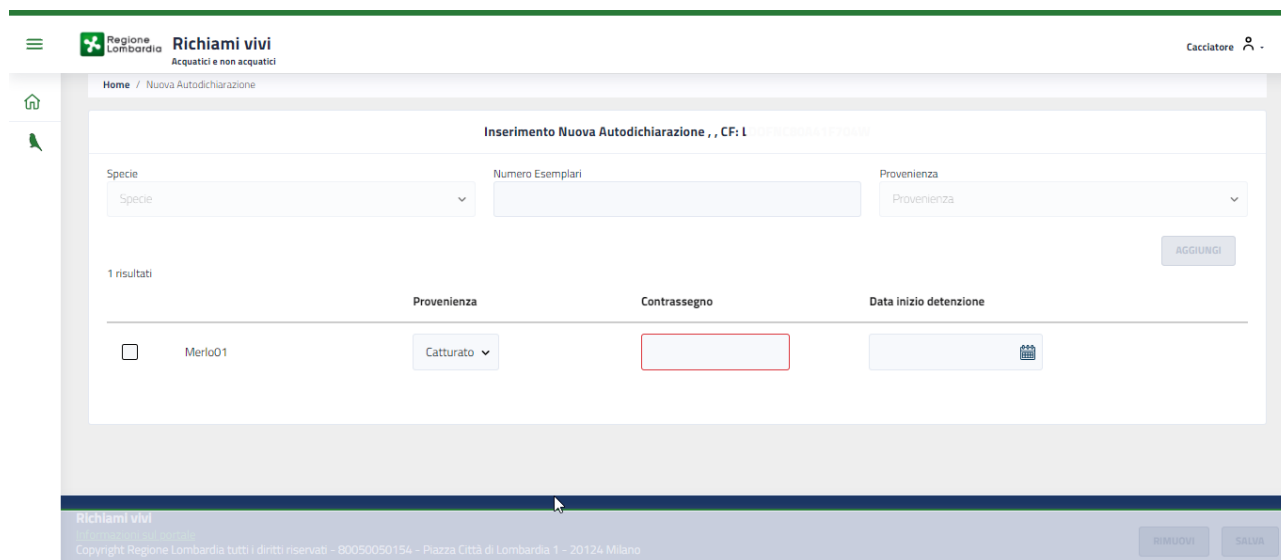 Regione
Lombardia
Richiami vivi
Acquatici e non acquatici
Cacciatore
Home / Nuova Autodichiarazione
Inserimento Nuova Autodichiarazione , , CF: L
Specie Numero Esemplari Provenienza
Specie Provenienza
AGGIUNGI
1 risultati
Provenienza Contrassegno Data inizio detenzione
Merlo01 Catturato
Richiami vivi
Informazioni sul portale
Copyright Regione Lombardia tutti i diritti riservati - 80050050154 - Piazza Città di Lombardia 1 - 20124 Milano
RIMUOVI SALVA